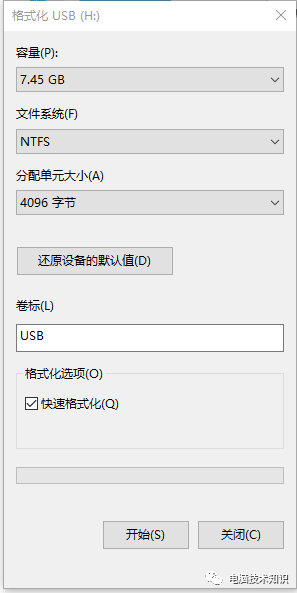 格式化 USB (H:)
容量(P):
7.45 GB
文件系统(F)
NTFS
分配单元大小(A)
4096 字节
还原设备的默认值(D)
卷标(L)
USB
格式化选项(O)
快速格式化(Q)
开始(S)
关闭(C)
电脑技术知识